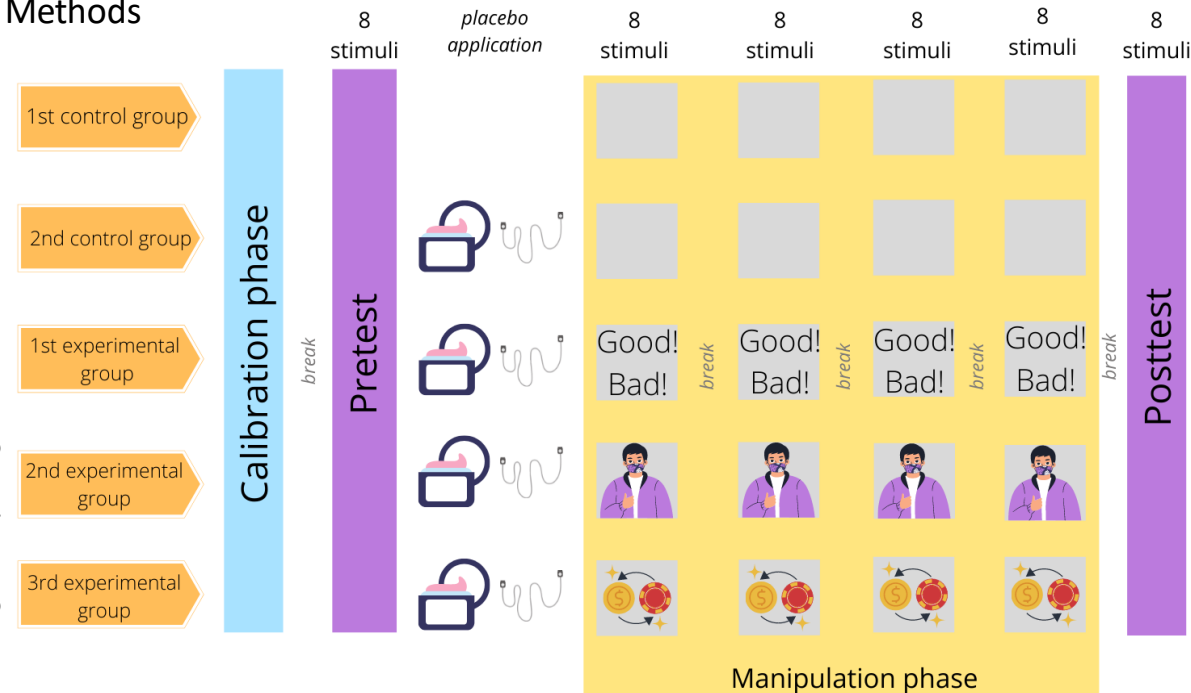 Methods
8
stimuli
placebo
application
8
stimuli
8
stimuli
8
stimuli
8
stimuli
8
stimuli
1st control group
2nd control group
1st experimental
group
2nd experimental
group
3rd experimental
group
Calibration phase
break
Pretest
Good!
Bad!
break
Good!
Bad!
break
Good!
Bad!
break
Good!
Bad!
break
Posttest
Manipulation phase